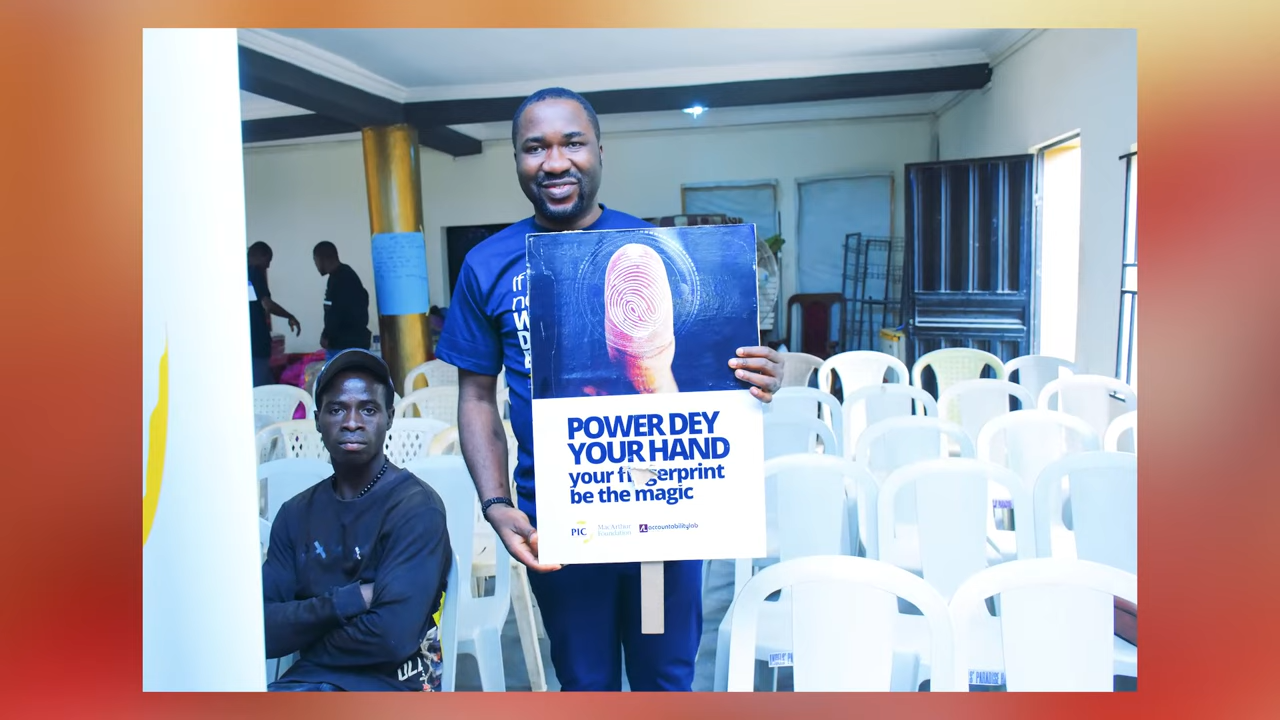 POWER DEY
YOUR HAND
your fingerprint
be the magic
PIC
MacArthur
Foundation
accountabilitylab